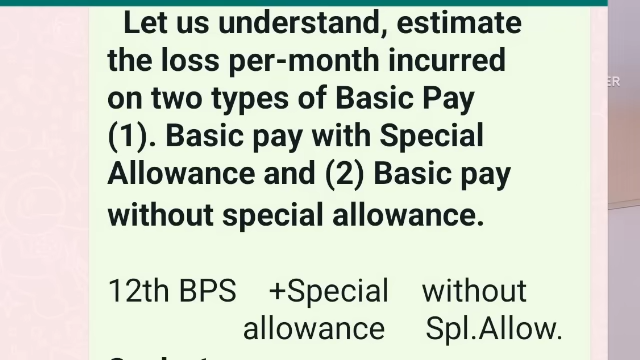 Let us understand, estimate
the loss per-month incurred
on two types of Basic Pay
(1). Basic pay with Special
Allowance and (2) Basic pay
without special allowance.
12th BPS +Special without
allowance Spl.Allow.
ER